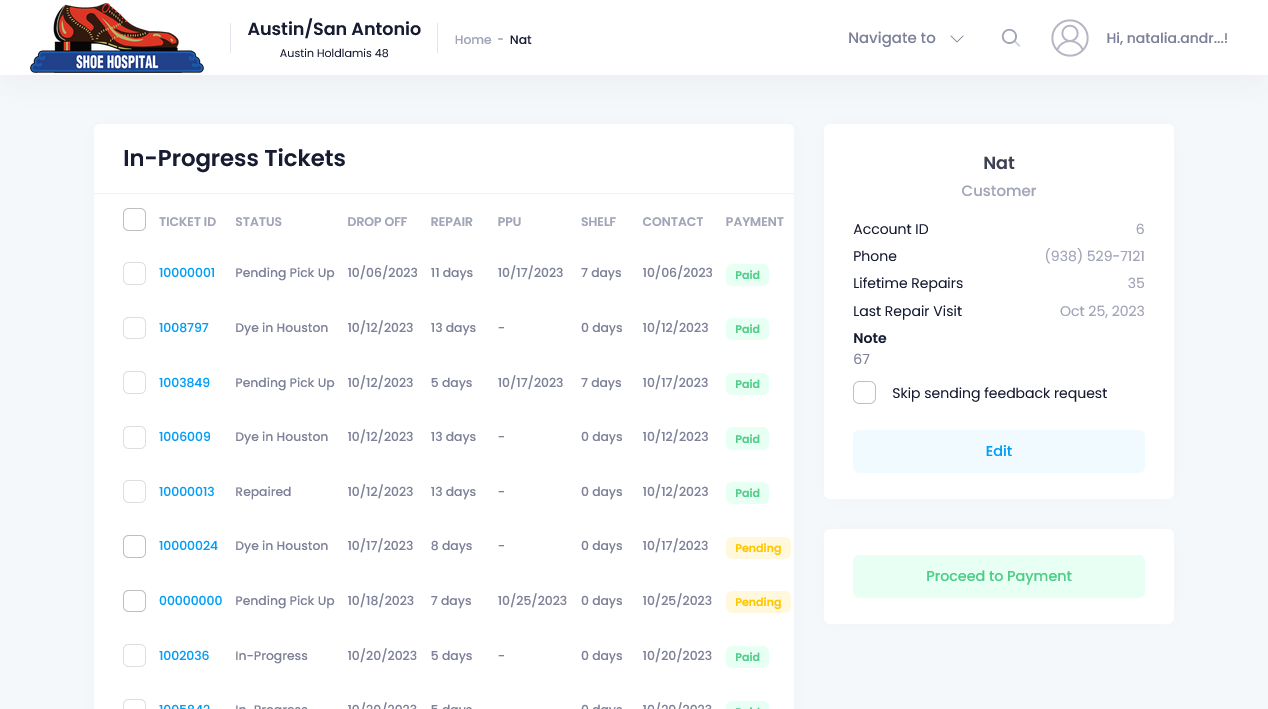 SHOE HOSPITAL
Austin/San Antonio
Austin Holdlamis 48
Home - Nat
Navigate to
Hi, natalia.andr...!
In-Progress Tickets
TICKET ID STATUS DROP OFF REPAIR PPU SHELF CONTACT PAYMENT
10000001 Pending Pick Up 10/06/2023 11 days 10/17/2023 7 days 10/06/2023 Paid
1008797 Dye in Houston 10/12/2023 13 days - 0 days 10/12/2023 Paid
1003849 Pending Pick Up 10/12/2023 5 days 10/17/2023 7 days 10/17/2023 Paid
1006009 Dye in Houston 10/12/2023 13 days - 0 days 10/12/2023 Paid
10000013 Repaired 10/12/2023 13 days - 0 days 10/12/2023 Paid
10000024 Dye in Houston 10/17/2023 8 days - 0 days 10/17/2023 Pending
00000000 Pending Pick Up 10/18/2023 7 days 10/25/2023 0 days 10/25/2023 Pending
1002036 In-Progress 10/20/2023 5 days - 0 days 10/20/2023 Paid
Nat
Customer
Account ID 6
Phone (938) 529-7121
Lifetime Repairs 35
Last Repair Visit Oct 25, 2023
Note
67
Skip sending feedback request
Edit
Proceed to Payment